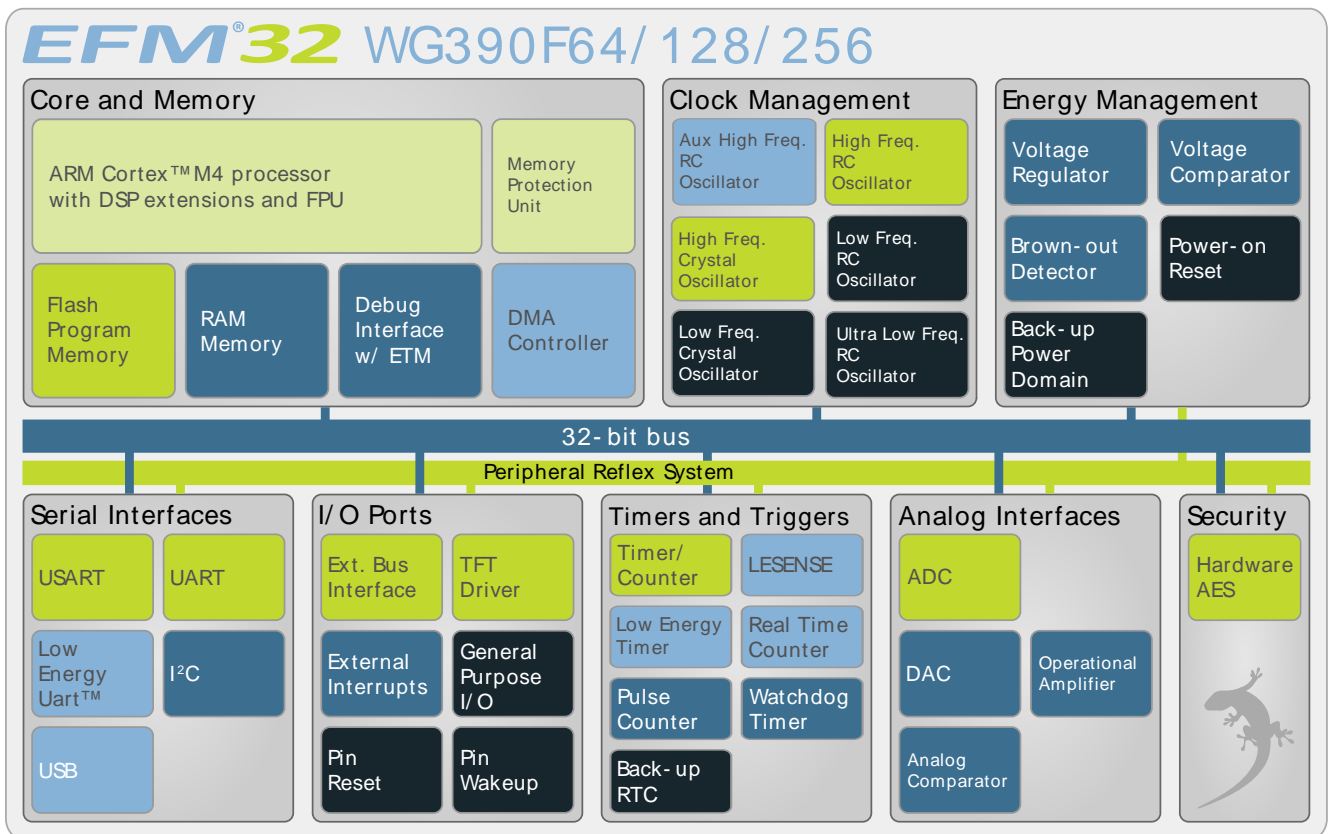 EFM®32 WG390F64/128/256
Core and Memory
ARM Cortex™ M4 processor
with DSP extensions and FPU
Memory
Protection
Unit
Flash
Program
Memory
RAM
Memory
Debug
Interface
w/ ETM
DMA
Controller
Clock Management
Aux High Freq.
RC
Oscillator
High Freq.
RC
Oscillator
High Freq.
Crystal
Oscillator
Low Freq.
RC
Oscillator
Low Freq.
Crystal
Oscillator
Ultra Low Freq.
RC
Oscillator
Energy Management
Voltage
Regulator
Voltage
Comparator
Brown-out
Detector
Power-on
Reset
Back-up
Power
Domain
32-bit bus
Peripheral Reflex System
Serial Interfaces
USART
UART
Low
Energy
Uart™
I²C
USB
I/O Ports
Ext. Bus
Interface
TFT
Driver
External
Interrupts
General
Purpose
I/O
Pin
Reset
Pin
Wakeup
Timers and Triggers
Timer/
Counter
LESENSE
Low Energy
Timer
Real Time
Counter
Pulse
Counter
Watchdog
Timer
Back-up
RTC
Analog Interfaces
ADC
DAC
Operational
Amplifier
Analog
Comparator
Security
Hardware
AES